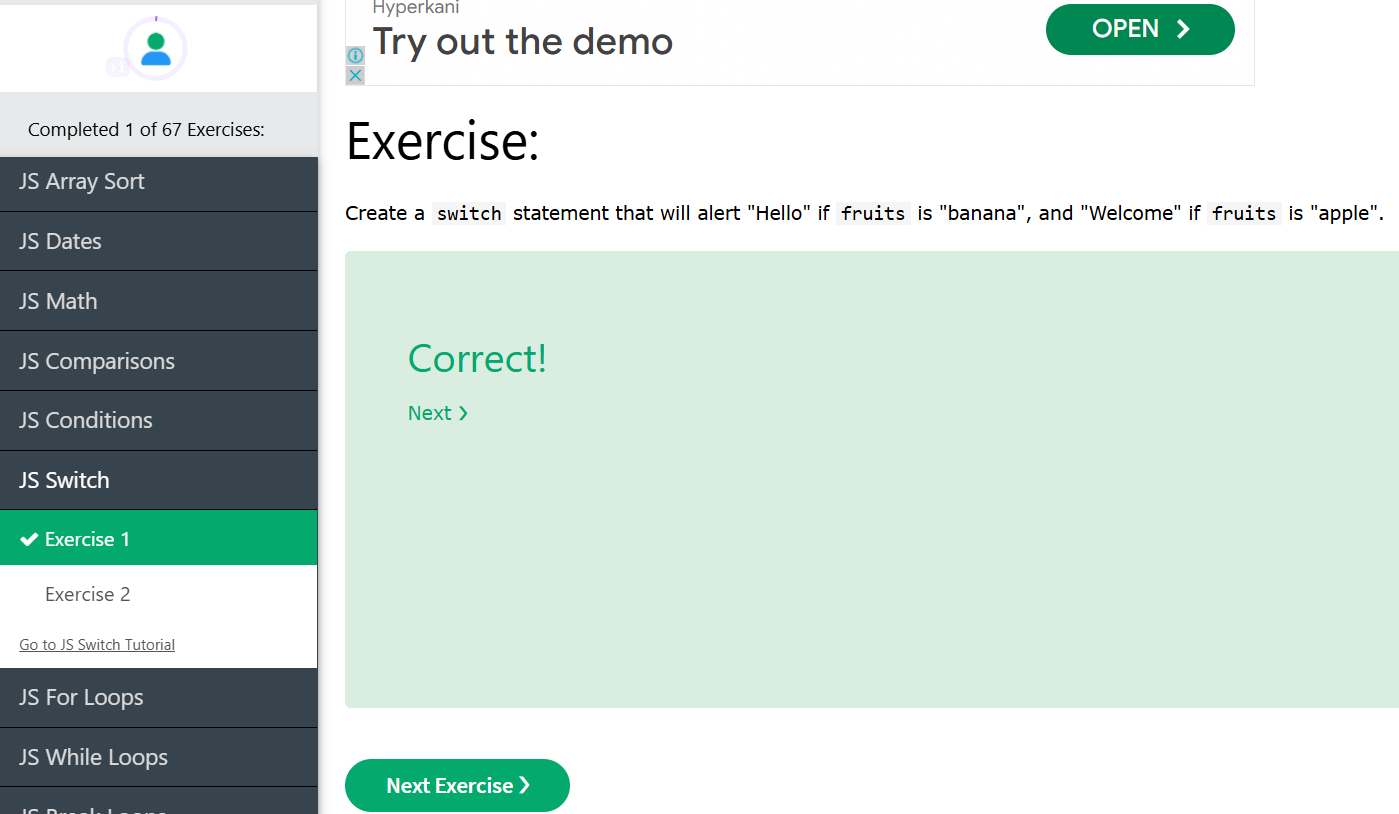 +1
Completed 1 of 67 Exercises:
JS Array Sort
JS Dates
JS Math
JS Comparisons
JS Conditions
JS Switch
Exercise 1
Exercise 2
Go to JS Switch Tutorial
JS For Loops
JS While Loops
JS Break Loops
Hyperkani
Try out the demo
OPEN
Exercise:
Create a switch statement that will alert "Hello" if fruits is "banana", and "Welcome" if fruits is "apple".
Correct!
Next ❯
Next Exercise ❯